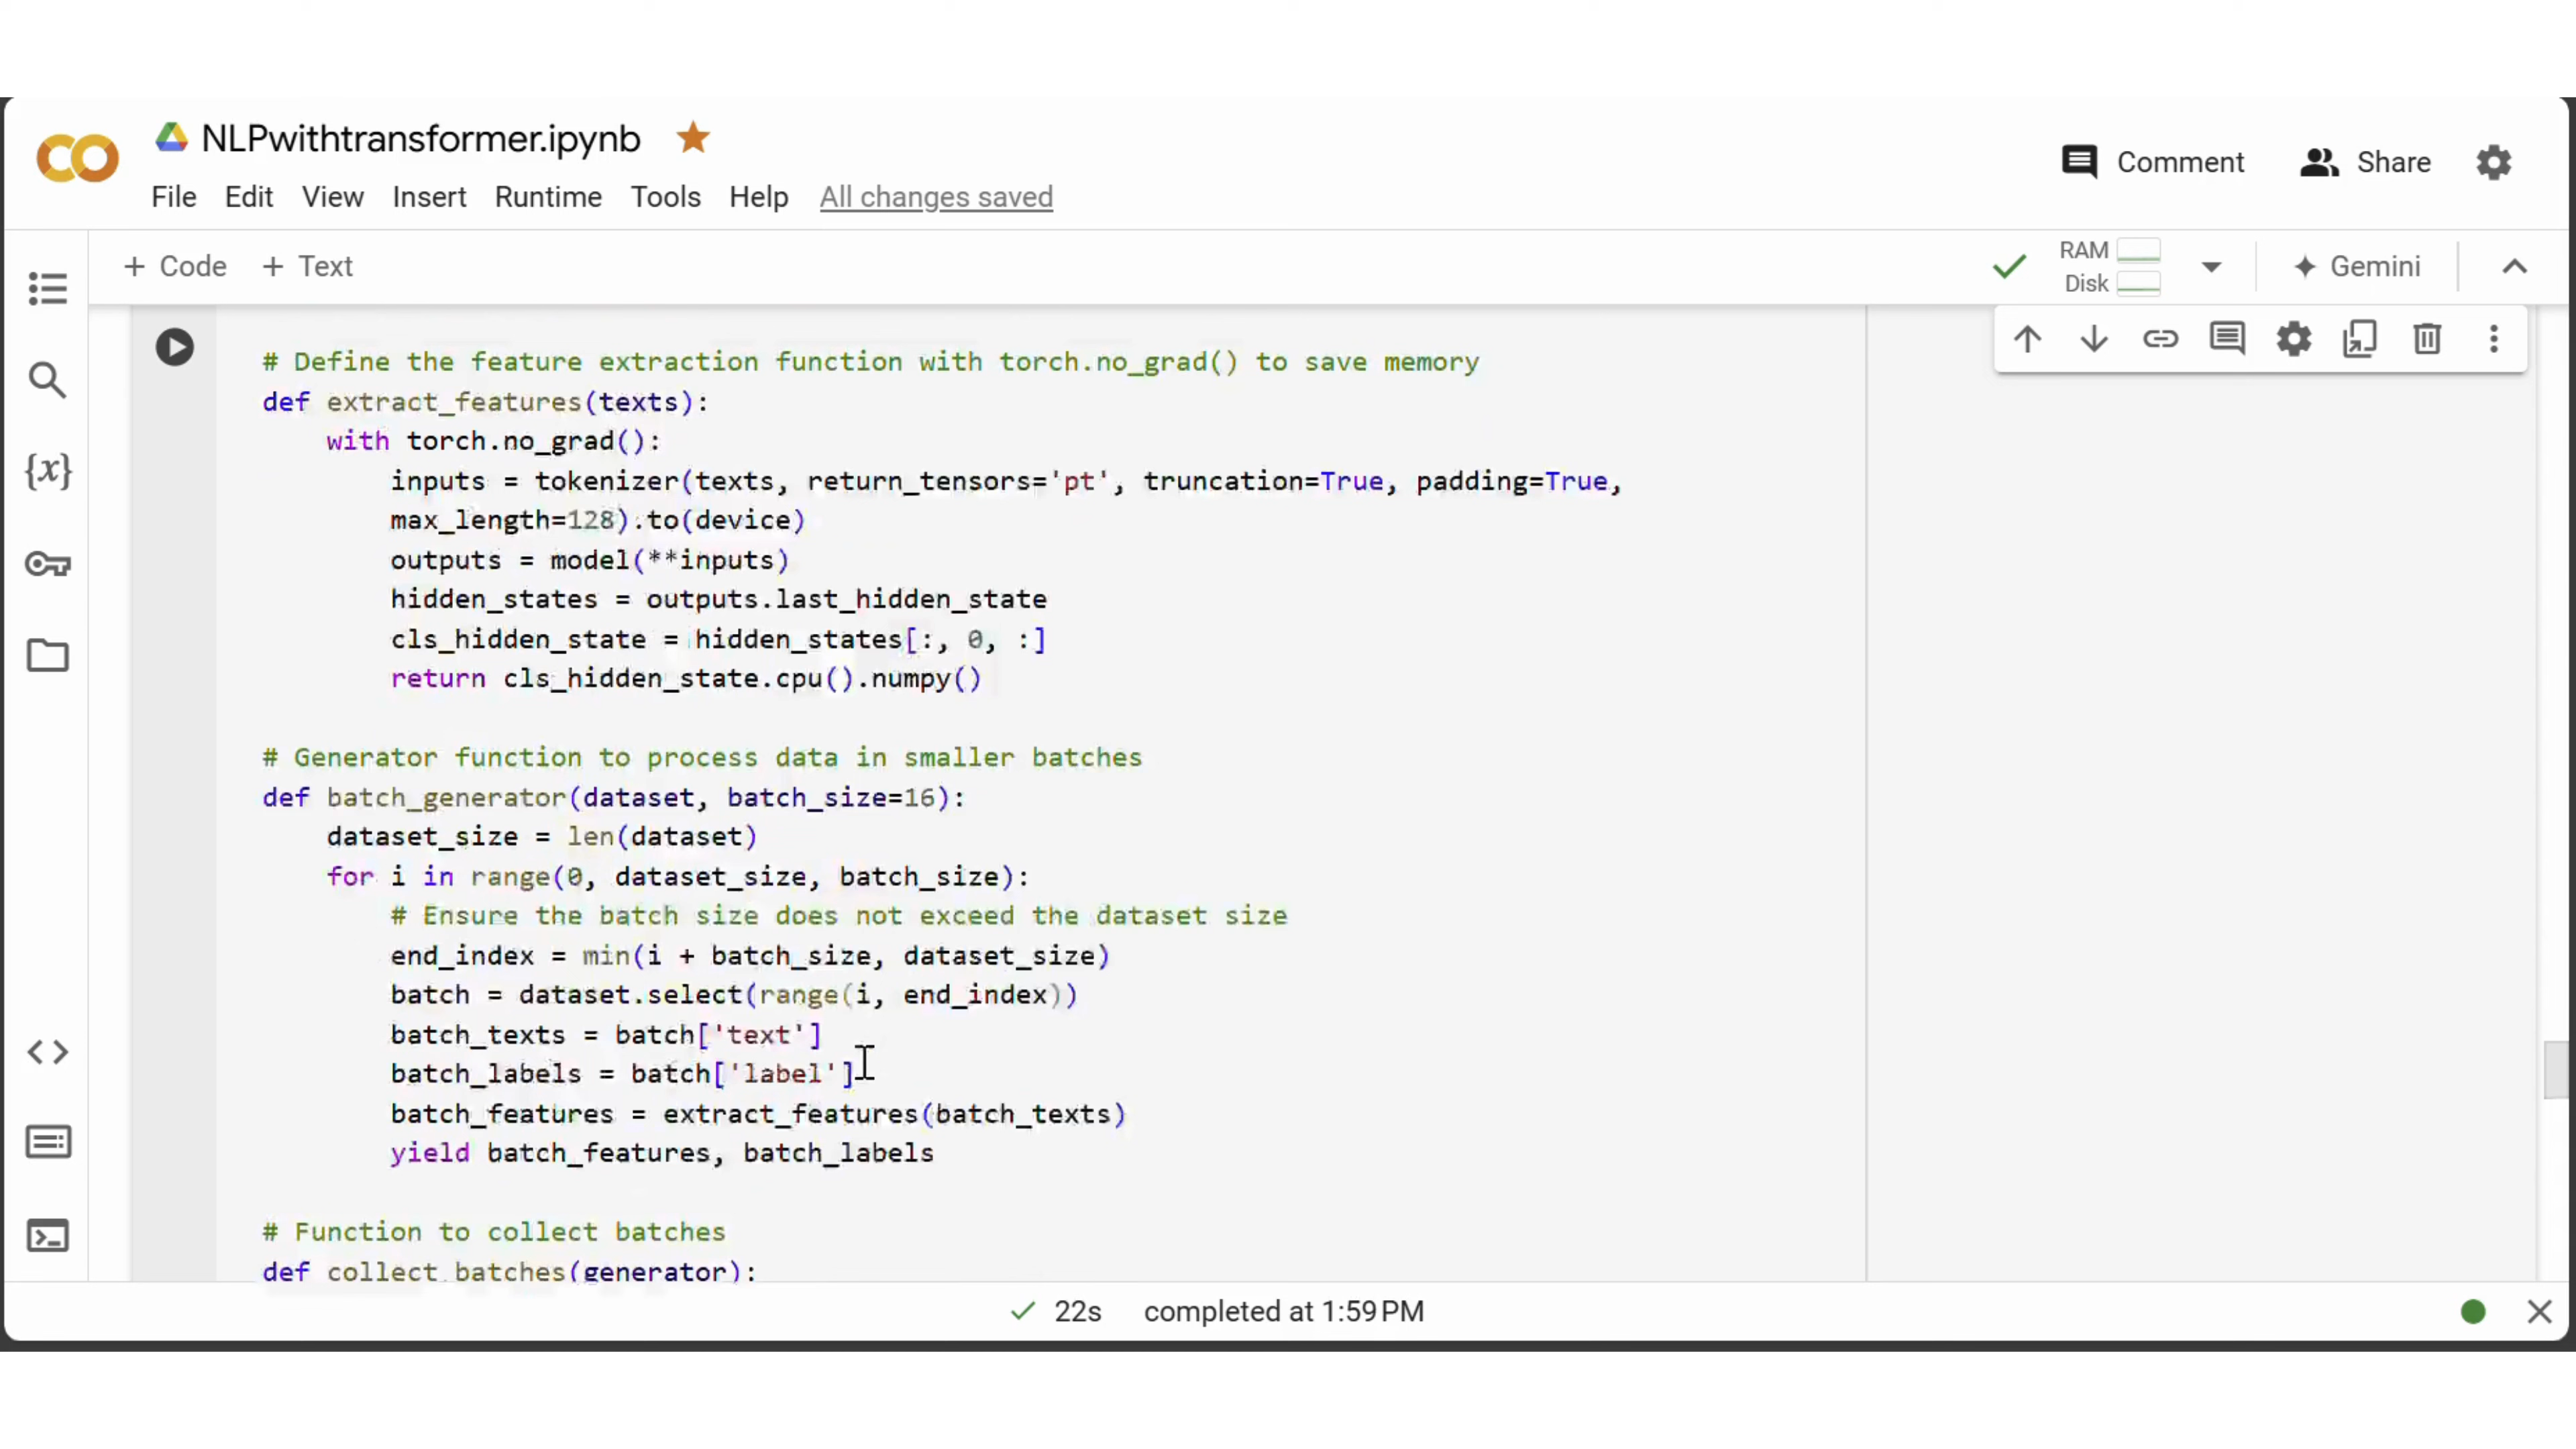 NLPwithtransformer.ipynb
Comment Share
File Edit View Insert Runtime Tools Help All changes saved
+ Code + Text
RAM
Disk
Gemini
{x}
# Define the feature extraction function with torch.no_grad() to save memory
def extract_features(texts):
    with torch.no_grad():
        inputs = tokenizer(texts, return_tensors='pt', truncation=True, padding=True,
        max_length=128).to(device)
        outputs = model(**inputs)
        hidden_states = outputs.last_hidden_state
        cls_hidden_state = hidden_states[:, 0, :]
        return cls_hidden_state.cpu().numpy()
# Generator function to process data in smaller batches
def batch_generator(dataset, batch_size=16):
    dataset_size = len(dataset)
    for i in range(0, dataset_size, batch_size):
        # Ensure the batch size does not exceed the dataset size
        end_index = min(i + batch_size, dataset_size)
        batch = dataset.select(range(i, end_index))
        batch_texts = batch['text']
        batch_labels = batch['label']
        batch_features = extract_features(batch_texts)
        yield batch_features, batch_labels
# Function to collect batches
def collect_batches(generator):
22s completed at 1:59 PM